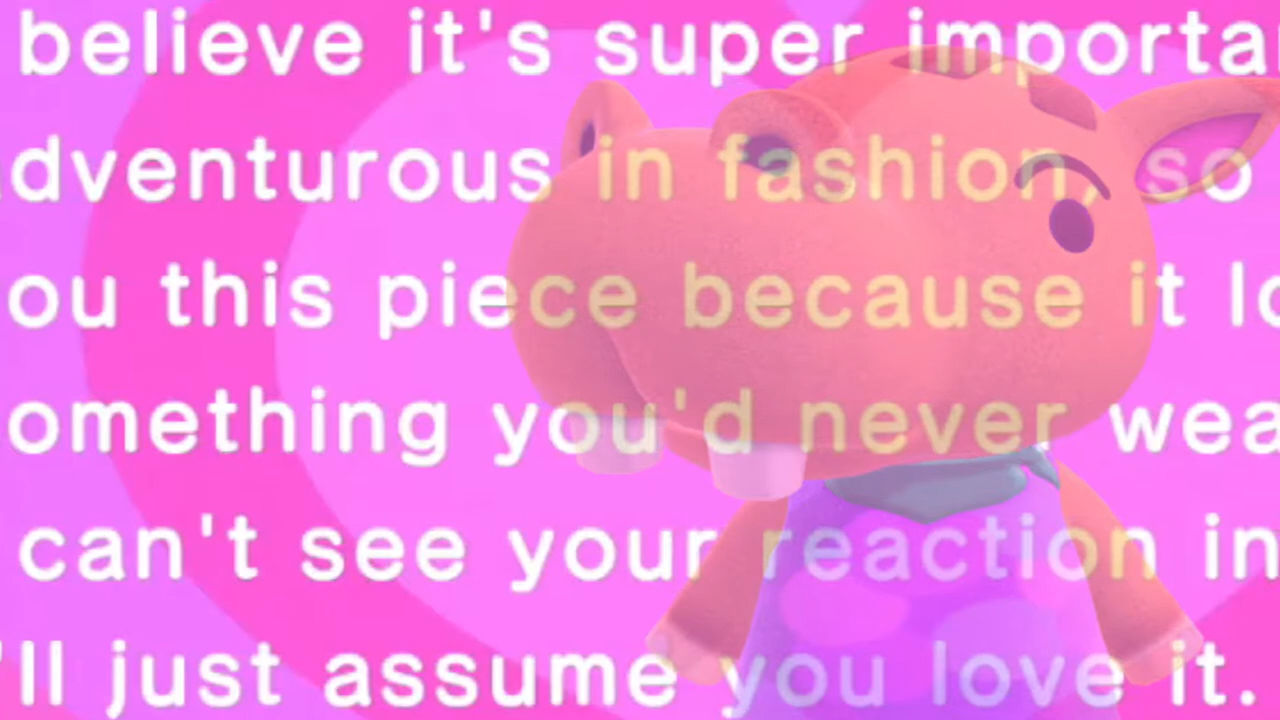 believe it's super importa
dventurous in fashion, so
ou this piece because it lo
omething you'd never wea
can't see your reaction in
'll just assume you love it.